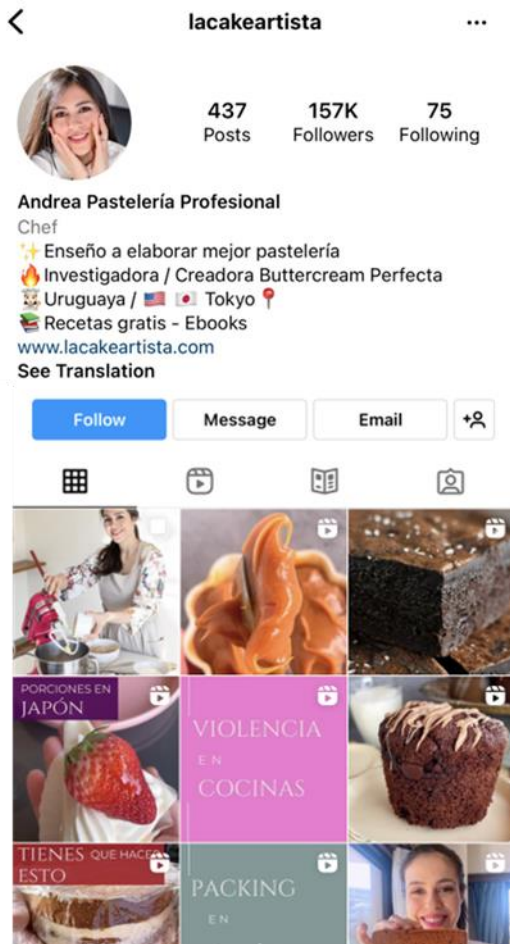 lacakeartista
437 157K 75
Posts Followers Following
Andrea Pastelería Profesional
Chef
✨Enseño a elaborar mejor pastelería
🔥Investigadora / Creadora Buttercream Perfecta
🐮Uruguaya / 🇺🇸 🇯🇵 Tokyo📍
📚Recetas gratis - Ebooks
www.lacakeartista.com
See Translation
Follow Message Email
PORCIONES EN
JAPÓN
VIOLENCIA
EN
COCINAS
TIENES QUE HACER
ESTO
PACKING
EN